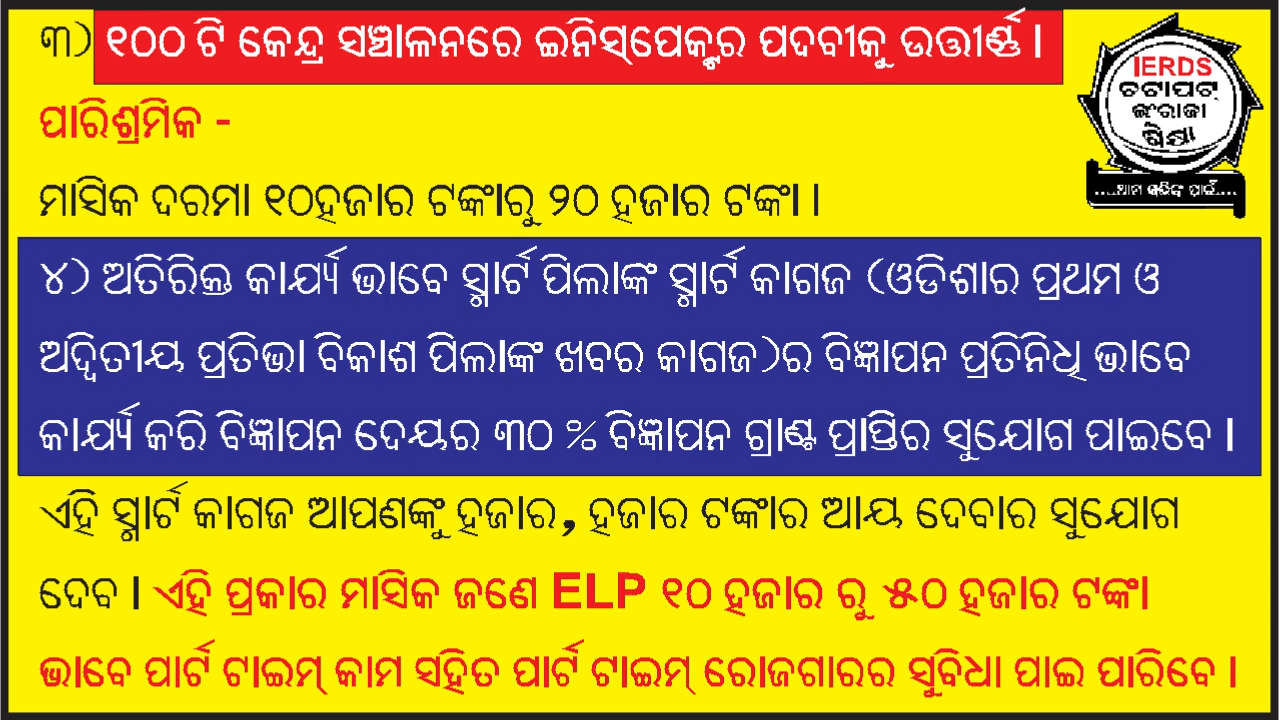 ୩) ୧୦୦ ଟି କେନ୍ଦ୍ର ସଞ୍ଚାଳନରେ ଇନିସ୍ପେକ୍ଟର ପଦବୀକୁ ଉତ୍ତୀର୍ଣ୍ଣ ।
IERDS
ଚଟାପଟ୍
ଇଂରାଜୀ
ଶିକ୍ଷା
ପାରିଶ୍ରମିକ -
ମାସିକ ଦରମା ୧୦ହଜାର ଟଙ୍କାରୁ ୨୦ ହଜାର ଟଙ୍କା ।
୪) ଅତିରିକ୍ତ କାର୍ଯ୍ୟ ଭାବେ ସ୍ମାର୍ଟ ପିଲାଙ୍କ ସ୍ମାର୍ଟ କାଗଜ (ଓଡିଶାର ପ୍ରଥମ ଓ
ଅଦ୍ୱିତୀୟ ପ୍ରତିଭା ବିକାଶ ପିଲାଙ୍କ ଖବର କାଗଜ)ର ବିଜ୍ଞାପନ ପ୍ରତିନିଧି ଭାବେ
କାର୍ଯ୍ୟ କରି ବିଜ୍ଞାପନ ଦେୟର ୩୦ % ବିଜ୍ଞାପନ ଗ୍ରାଣ୍ଟ ପ୍ରାପ୍ତିର ସୁଯୋଗ ପାଇବେ ।
ଏହି ସ୍ମାର୍ଟ କାଗଜ ଆପଣଙ୍କୁ ହଜାର, ହଜାର ଟଙ୍କାର ଆୟ ଦେବାର ସୁଯୋଗ
ଦେବ । ଏହି ପ୍ରକାର ମାସିକ ଜଣେ ELP ୧୦ ହଜାର ରୁ ୫୦ ହଜାର ଟଙ୍କା
ଭାବେ ପାର୍ଟ ଟାଇମ୍ କାମ ସହିତ ପାର୍ଟ ଟାଇମ୍ ରୋଜଗାରର ସୁବିଧା ପାଇ ପାରିବେ ।